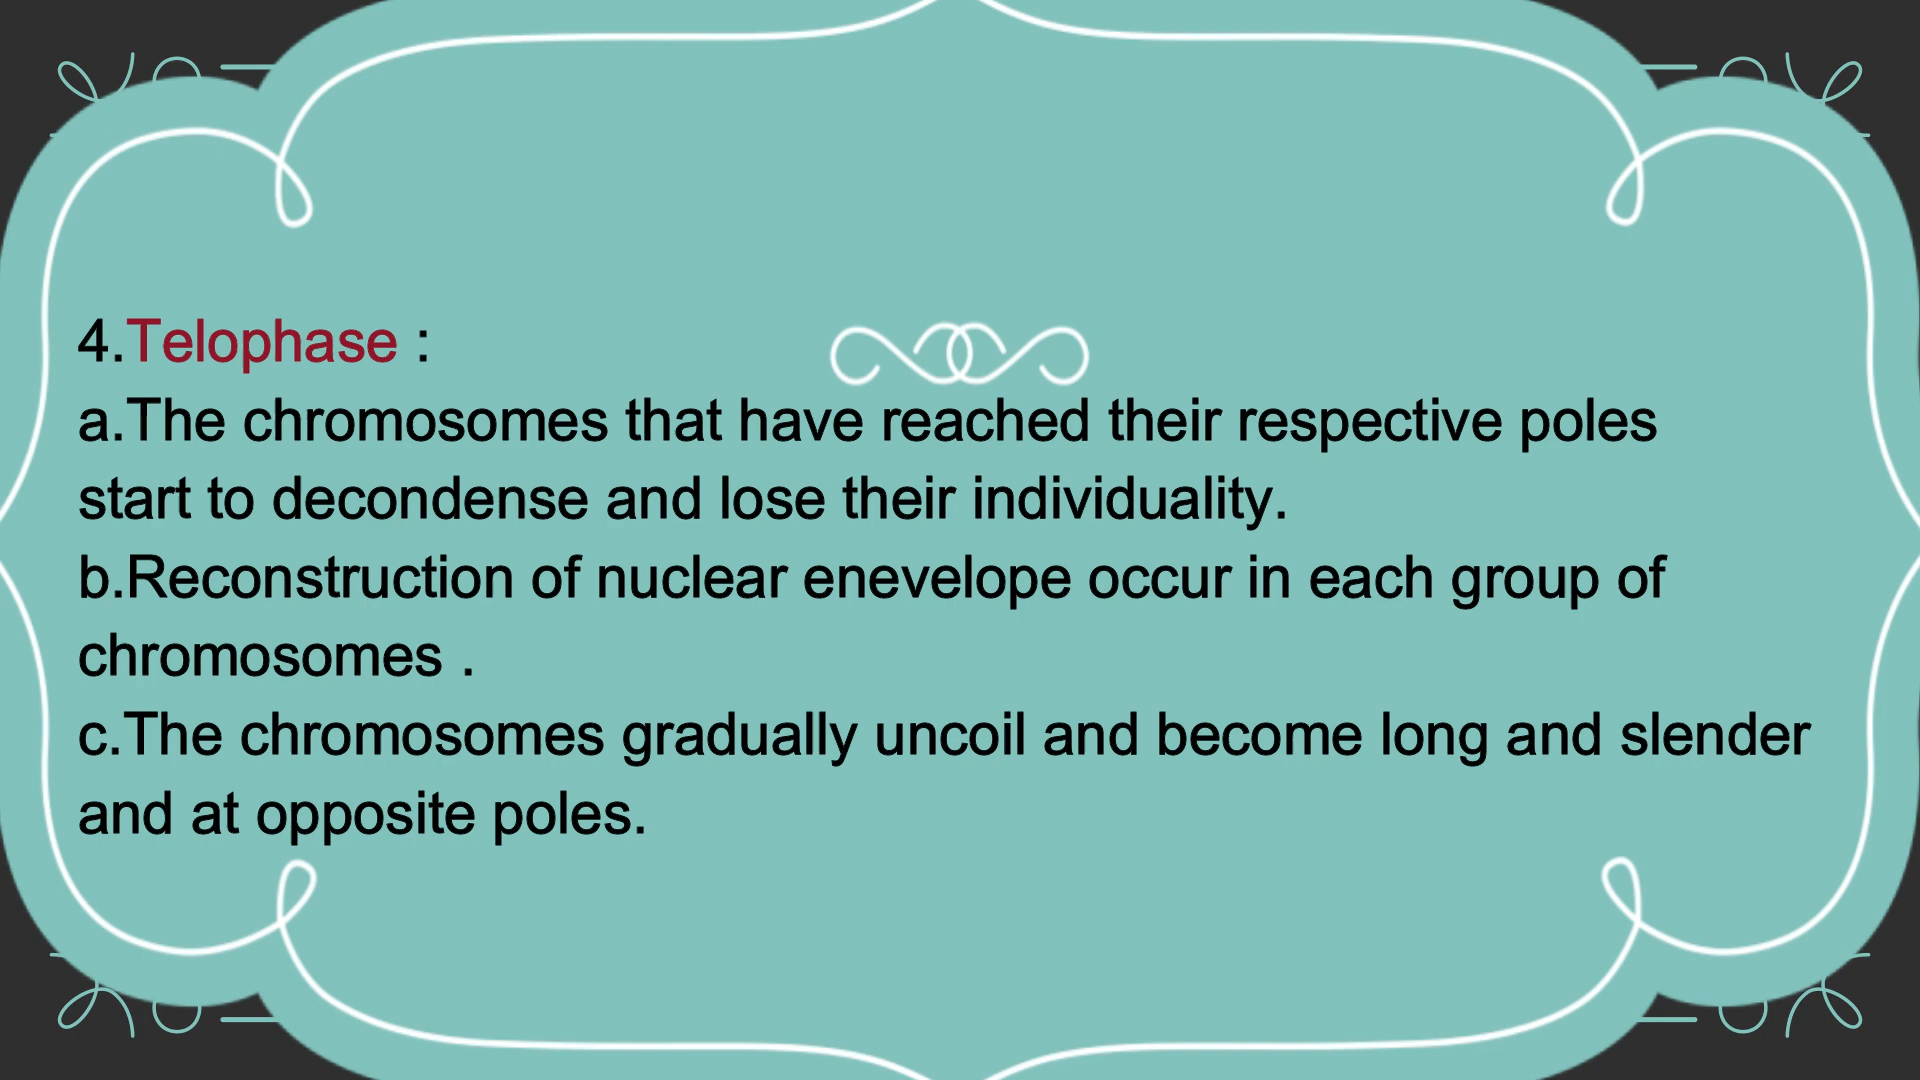 4.Telophase :
a.The chromosomes that have reached their respective poles
start to decondense and lose their individuality.
b.Reconstruction of nuclear enevelope occur in each group of
chromosomes .
c.The chromosomes gradually uncoil and become long and slender
and at opposite poles.